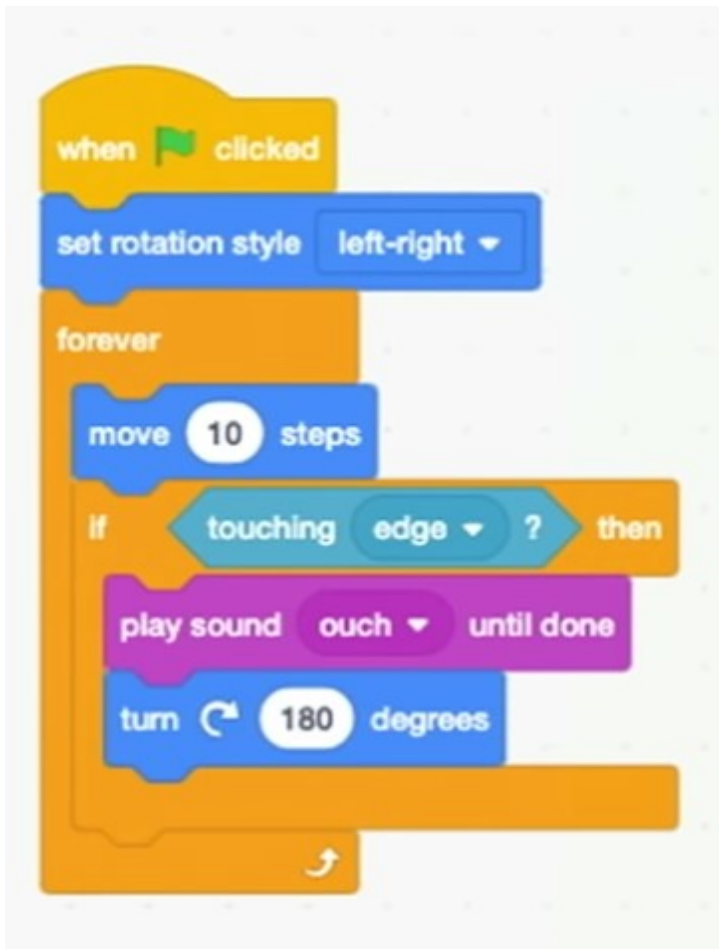 when clicked
set rotation style left-right
forever
move 10 steps
if touching edge ? then
play sound ouch until done
turn 180 degrees